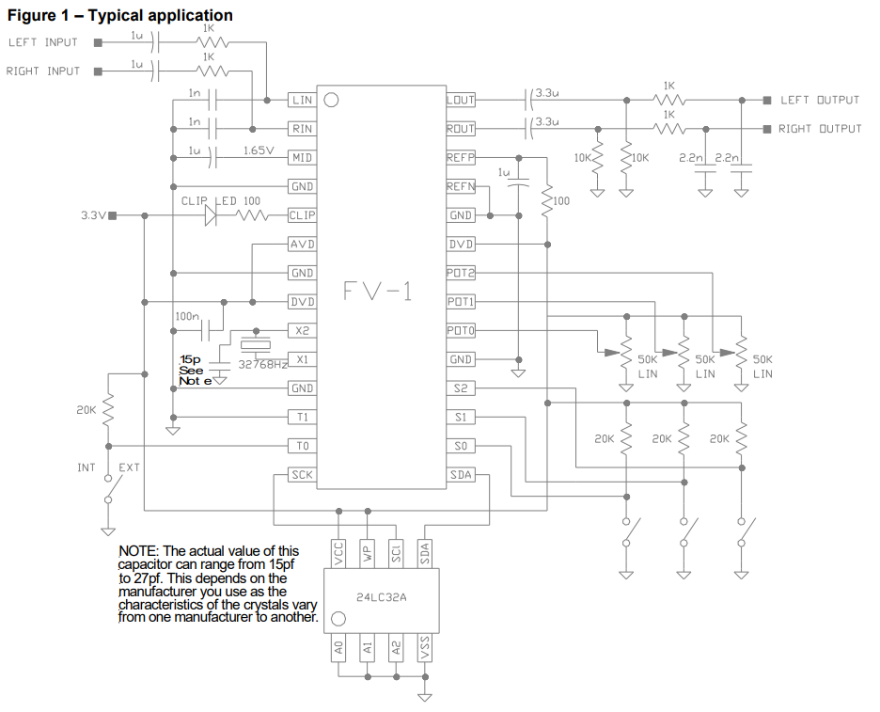 Figure 1 – Typical application
LEFT INPUT
1u
1K
RIGHT INPUT
1u
1K
1n
LIN
1n
RIN
1u
1.65V
MID
GND
3.3V
CLIP LED
100
CLIP
AVD
GND
DVD
100n
X2
.15p
See
Not e
32768Hz
X1
GND
T1
20K
T0
INT
EXT
SCK
FV-1
LOUT
3.3u
1K
LEFT OUTPUT
ROUT
3.3u
1K
RIGHT OUTPUT
10K
10K
2.2n
2.2n
REFP
1u
REFN
100
GND
DVD
POT2
POT1
POT0
50K
LIN
50K
LIN
50K
LIN
GND
S2
S1
S0
20K
20K
20K
SDA
NOTE: The actual value of this
capacitor can range from 15pf
to 27pf. This depends on the
manufacturer you use as the
characteristics of the crystals vary
from one manufacturer to another.
VCC
WP
SCl
SDA
24LC32A
A0
A1
A2
VSS